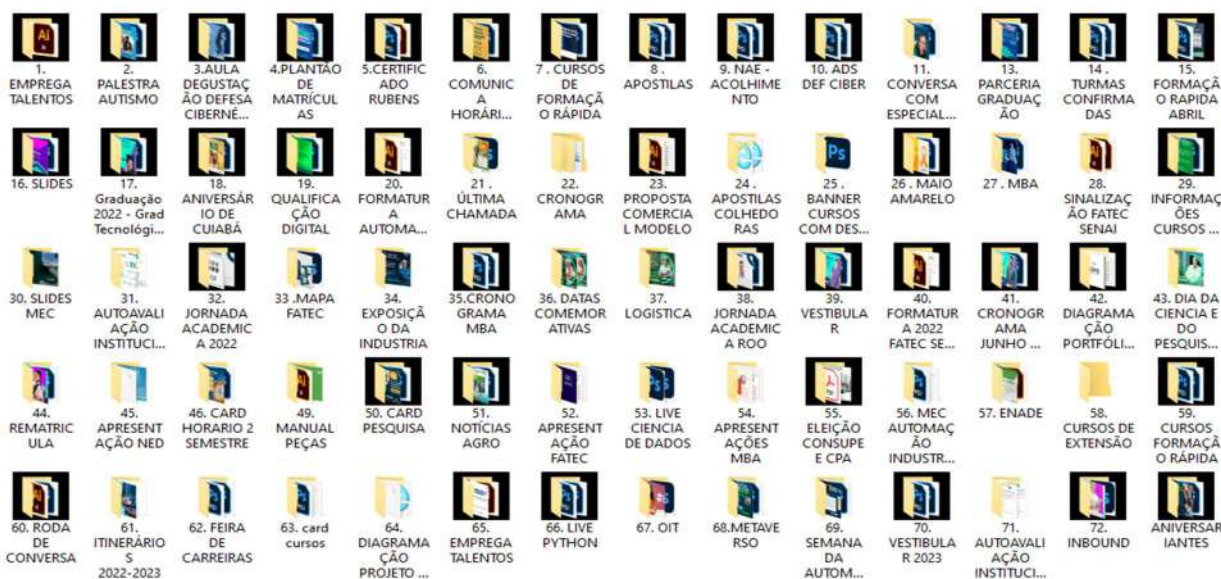 1.
EMPREGA
TALENTOS
2.
PALESTRA
AUTISMO
3.AULA
DEGUSTAÇ
ÃO DEFESA
CIBERNÉ...
4.PLANTÃO
DE
MATRÍCUL
AS
5.CERTIFIC
ADO
RUBENS
6.
COMUNIC
A
HORÁRI...
7 . CURSOS
DE
FORMAÇÃ
O RÁPIDA
8 .
APOSTILAS
9. NAE -
ACOLHIME
NTO
10. ADS
DEF CIBER
11.
CONVERSA
COM
ESPECIAL...
13.
PARCERIA
GRADUAÇ
ÃO
14 .
TURMAS
CONFIRMA
DAS
15.
FORMAÇÃ
O RAPIDA
ABRIL
16. SLIDES
17.
Graduação
2022 - Grad
Tecnológi...
18.
ANIVERSÁR
IO DE
CUIABÁ
19.
QUALIFICA
ÇÃO
DIGITAL
20.
FORMATUR
A
AUTOMA...
21 .
ÚLTIMA
CHAMADA
22.
CRONOGR
AMA
23.
PROPOSTA
COMERCIA
L MODELO
24 .
APOSTILAS
COLHEDO
RAS
25 .
BANNER
CURSOS
COM DES...
26 . MAIO
AMARELO
27 . MBA
28.
SINALIZAÇ
ÃO FATEC
SENAI
29.
INFORMAÇ
ÕES
CURSOS ...
30. SLIDES
MEC
31.
AUTOAVALI
AÇÃO
INSTITUCI...
32.
JORNADA
ACADEMIC
A 2022
33 .MAPA
FATEC
34.
EXPOSIÇÃ
O DA
INDUSTRIA
35.CRONO
GRAMA
MBA
36. DATAS
COMEMOR
ATIVAS
37.
LOGISTICA
38.
JORNADA
ACADEMIC
A ROO
39.
VESTIBULA
R
40.
FORMATUR
A 2022
FATEC SE...
41.
CRONOGR
AMA
JUNHO ...
42.
DIAGRAMA
ÇÃO
PORTFÓLI...
43. DIA DA
CIENCIA E
DO
PESQUIS...
44.
REMATRIC
ULA
45.
APRESENT
AÇÃO NED
46. CARD
HORARIO 2
SEMESTRE
49.
MANUAL
PEÇAS
50. CARD
PESQUISA
51.
NOTÍCIAS
AGRO
52.
APRESENT
AÇÃO
FATEC
53. LIVE
CIENCIA
DE DADOS
54.
APRESENT
AÇÕES
MBA
55.
ELEIÇÃO
CONSUPE
E CPA
56. MEC
AUTOMAÇ
ÃO
INDUSTR...
57. ENADE
58.
CURSOS DE
EXTENSÃO
59.
CURSOS
FORMAÇÃ
O RÁPIDA
60. RODA
DE
CONVERSA
61.
ITINERÁRIO
S
2022-2023
62. FEIRA
DE
CARREIRAS
63. card
cursos
64.
DIAGRAMA
ÇÃO
PROJETO ...
65.
EMPREGA
TALENTOS
66. LIVE
PYTHON
67. OIT
68.METAVE
RSO
69.
SEMANA
DA
AUTOM...
70.
VESTIBULA
R 2023
71.
AUTOAVALI
AÇÃO
INSTITUCI...
72.
INBOUND
ANIVERSAR
IANTES